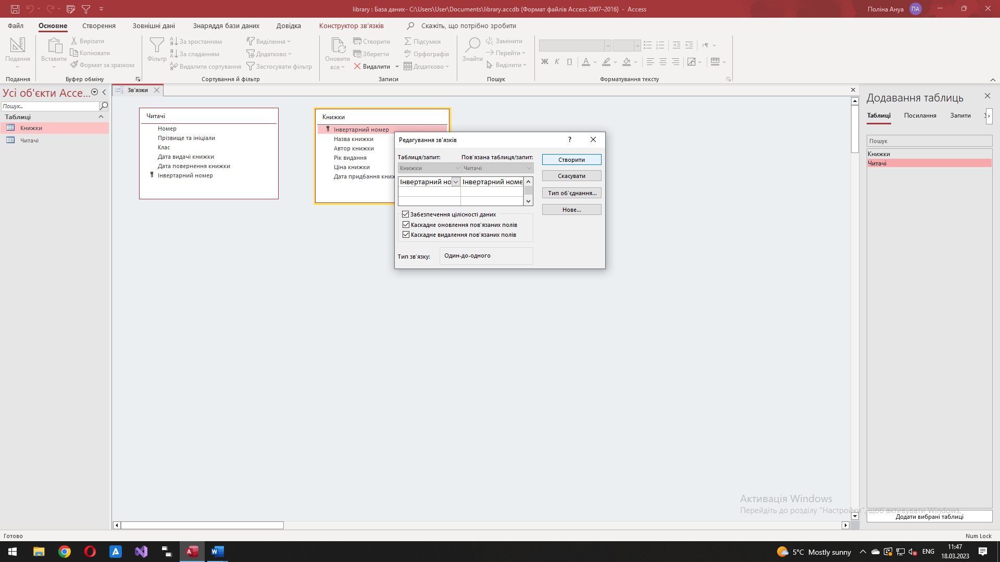 library : База даних- C:\Users\User\Documents\library.accdb (Формат файлів Access 2007–2016) - Access
Поліна Ануа
ПА
Файл
Основне
Створення
Зовнішні дані
Знаряддя бази даних
Довідка
Конструктор зв’язків
Скажіть, що потрібно зробити
Подання
Подання
Вставити
Вирізати
Копіювати
Формат за зразком
Буфер обміну
Фільтр
За зростанням
За спаданням
Видалити сортування
Виділення
Додатково
Застосувати фільтр
Сортування й фільтр
Оновити
все
Створити
Зберегти
Видалити
Підсумки
Орфографія
Додатково
Записи
Знайти
Замінити
Перейти
Виділити
Пошук
Ж К П
Форматування тексту
Усі об'єкти Acce...
Пошук...
Таблиці
Книжки
Читачі
Зв’язки
Читачі
Номер
Прізвище та ініціали
Клас
Дата видачі книжки
Дата повернення книжки
Інвертарний номер
Книжки
Інвертарний номер
Назва книжки
Автор книжки
Рік видання
Ціна книжки
Дата придбання книж
Редагування зв'язків
?
Таблиця/запит:
Пов'язана таблиця/запит:
Книжки
Читачі
Інвертарний но
Інвертарний номе
Забезпечення цілісності даних
Каскадне оновлення пов'язаних полів
Каскадне видалення пов'язаних полів
Тип зв'язку:
Один-до-одного
Створити
Скасувати
Тип об'єднання...
Нове...
Додавання таблиць
Таблиці
Посилання
Запити
Пошук
Книжки
Читачі
Активація Windows
Перейдіть до розділу "Настройки", щоб активувати Windows.
Додати вибрані таблиці
Готово
Num Lock
5°C Mostly sunny
ENG
11:47
18.03.2023